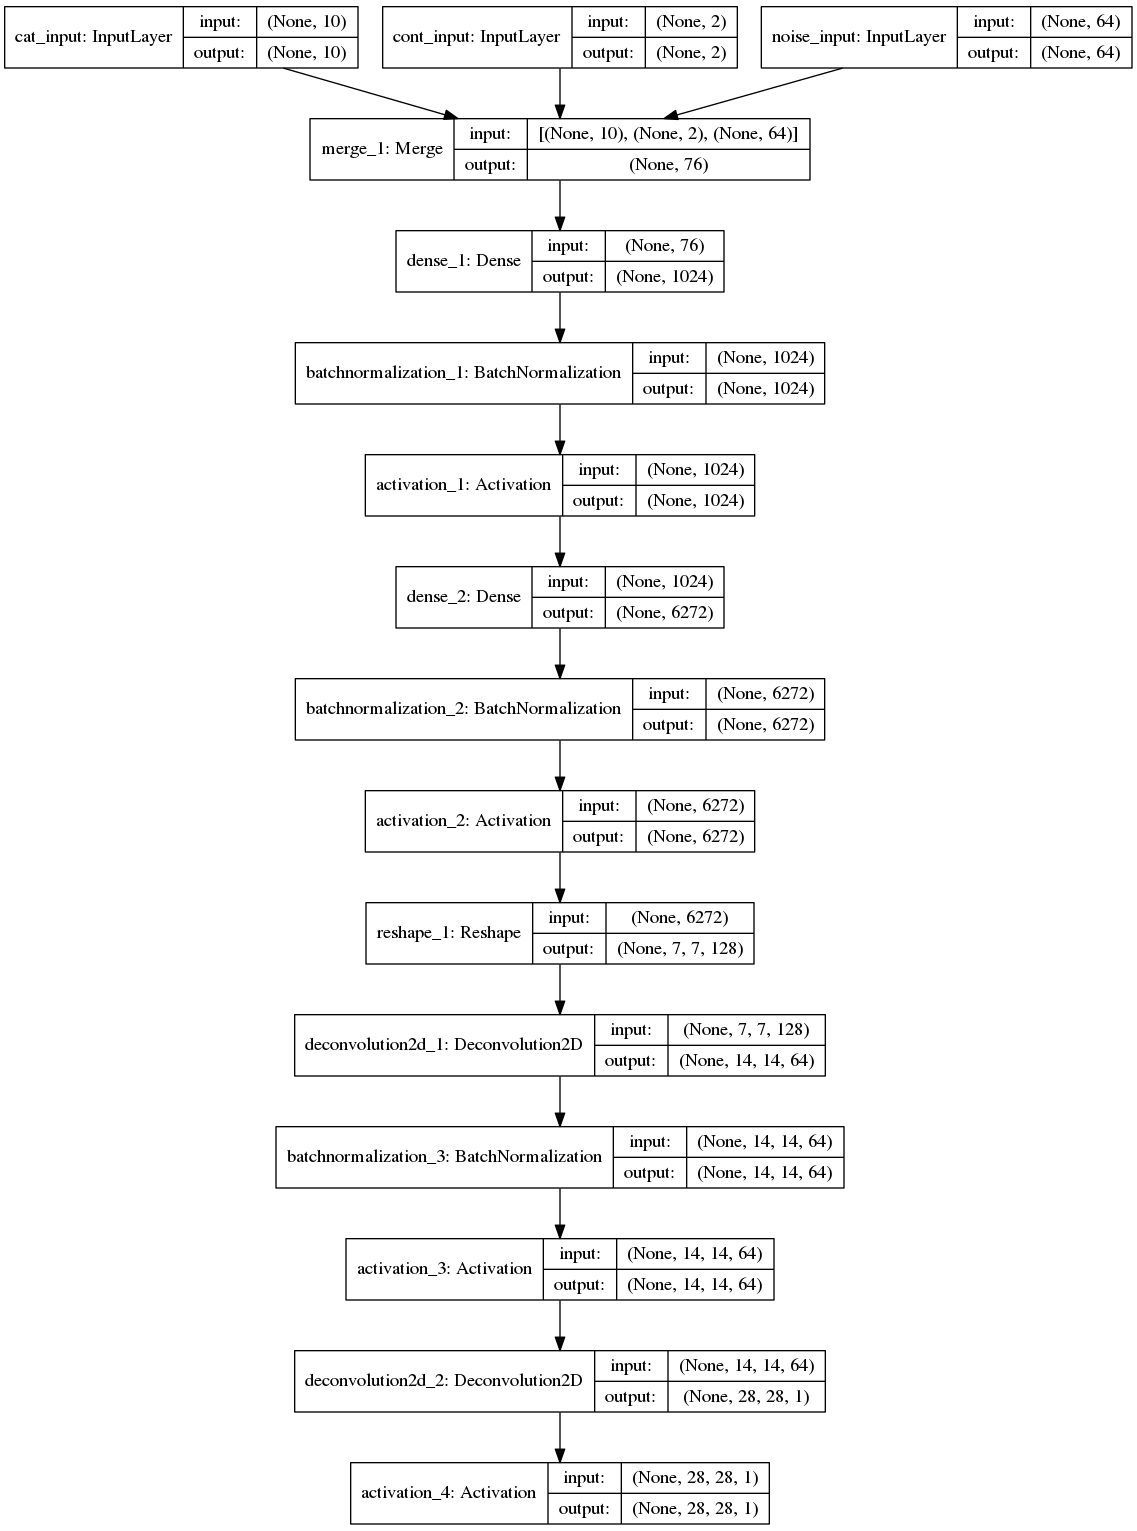 cat_input: InputLayer
input: (None, 10)
output: (None, 10)
cont_input: InputLayer
input: (None, 2)
output: (None, 2)
noise_input: InputLayer
input: (None, 64)
output: (None, 64)
merge_1: Merge
input: [(None, 10), (None, 2), (None, 64)]
output: (None, 76)
dense_1: Dense
input: (None, 76)
output: (None, 1024)
batchnormalization_1: BatchNormalization
input: (None, 1024)
output: (None, 1024)
activation_1: Activation
input: (None, 1024)
output: (None, 1024)
dense_2: Dense
input: (None, 1024)
output: (None, 6272)
batchnormalization_2: BatchNormalization
input: (None, 6272)
output: (None, 6272)
activation_2: Activation
input: (None, 6272)
output: (None, 6272)
reshape_1: Reshape
input: (None, 6272)
output: (None, 7, 7, 128)
deconvolution2d_1: Deconvolution2D
input: (None, 7, 7, 128)
output: (None, 14, 14, 64)
batchnormalization_3: BatchNormalization
input: (None, 14, 14, 64)
output: (None, 14, 14, 64)
activation_3: Activation
input: (None, 14, 14, 64)
output: (None, 14, 14, 64)
deconvolution2d_2: Deconvolution2D
input: (None, 14, 14, 64)
output: (None, 28, 28, 1)
activation_4: Activation
input: (None, 28, 28, 1)
output: (None, 28, 28, 1)